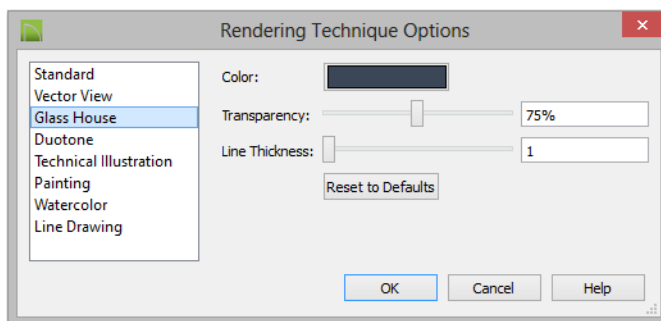 Rendering Technique Options
Standard
Vector View
Glass House
Duotone
Technical Illustration
Painting
Watercolor
Line Drawing
Color:
Transparency:
75%
Line Thickness:
1
Reset to Defaults
OK
Cancel
Help